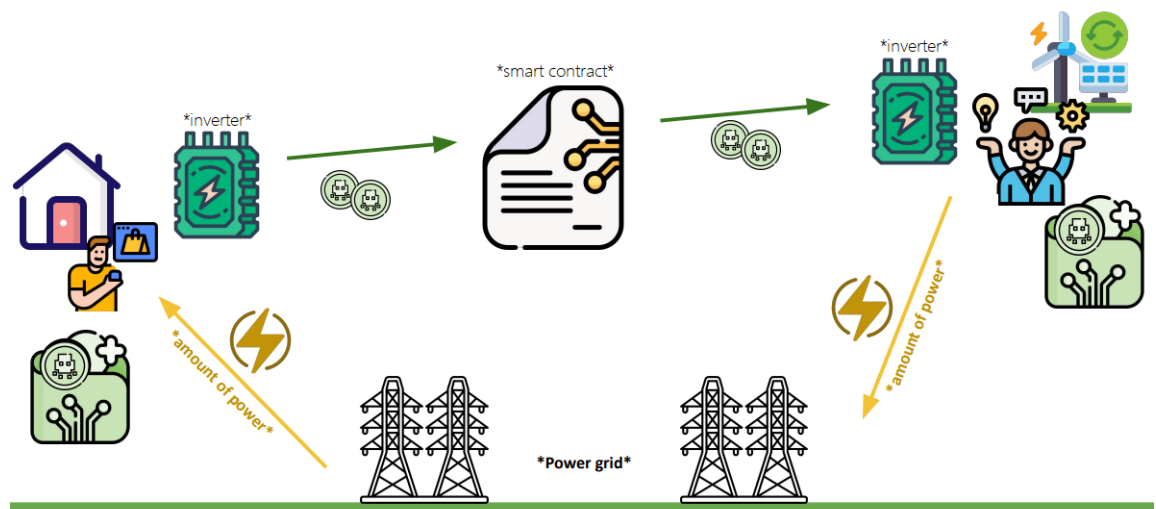 *inverter*
*smart contract*
*inverter*
*amount of power*
*amount of power*
*Power grid*